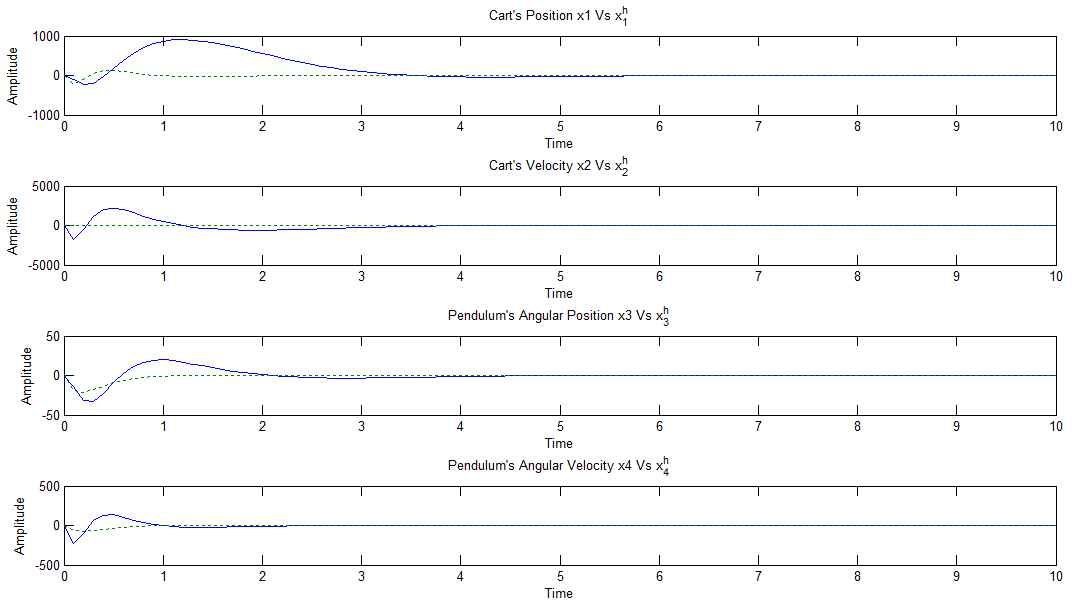 Cart's Position x1 Vs x₁ʰ
1000
0
-1000
Amplitude
0 1 2 3 4 5 6 7 8 9 10
Time
Cart's Velocity x2 Vs x₂ʰ
5000
0
-5000
Amplitude
0 1 2 3 4 5 6 7 8 9 10
Time
Pendulum's Angular Position x3 Vs x₃ʰ
50
0
-50
Amplitude
0 1 2 3 4 5 6 7 8 9 10
Time
Pendulum's Angular Velocity x4 Vs x₄ʰ
500
0
-500
Amplitude
0 1 2 3 4 5 6 7 8 9 10
Time